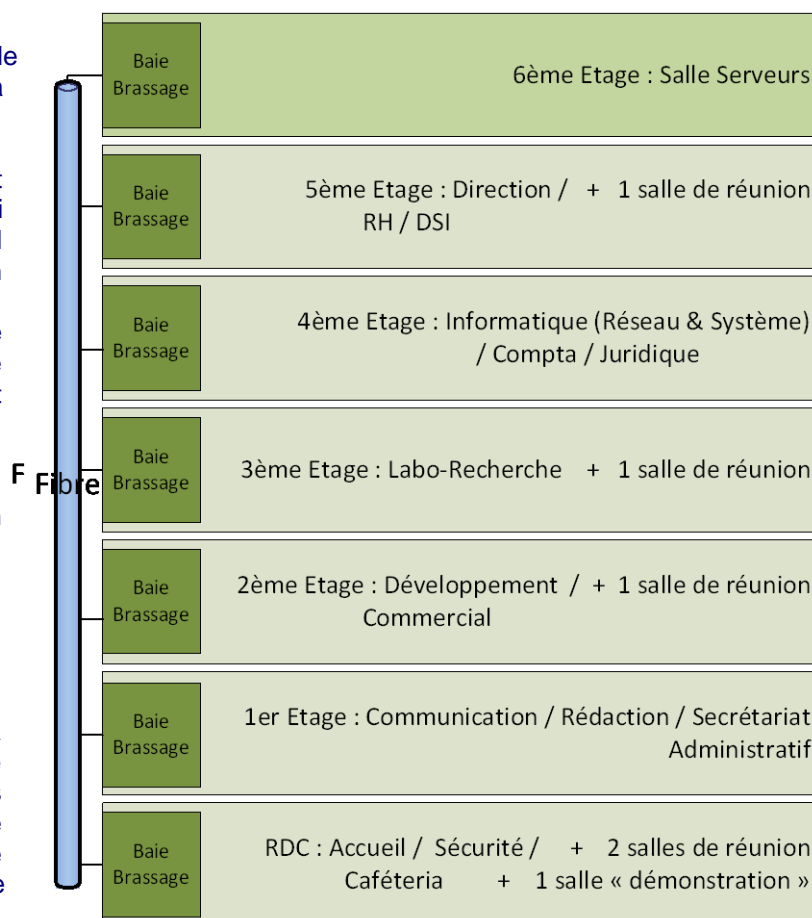 Baie
Brassage
6ème Etage : Salle Serveurs
Baie
Brassage
5ème Etage : Direction / + 1 salle de réunion
RH / DSI
Baie
Brassage
4ème Etage : Informatique (Réseau & Système)
/ Compta / Juridique
F Fibre
Baie
Brassage
3ème Etage : Labo-Recherche + 1 salle de réunion
Baie
Brassage
2ème Etage : Développement / + 1 salle de réunion
Commercial
Baie
Brassage
1er Etage : Communication / Rédaction / Secrétariat
Administratif
Baie
Brassage
RDC : Accueil / Sécurité / + 2 salles de réunion
Caféteria + 1 salle « démonstration »